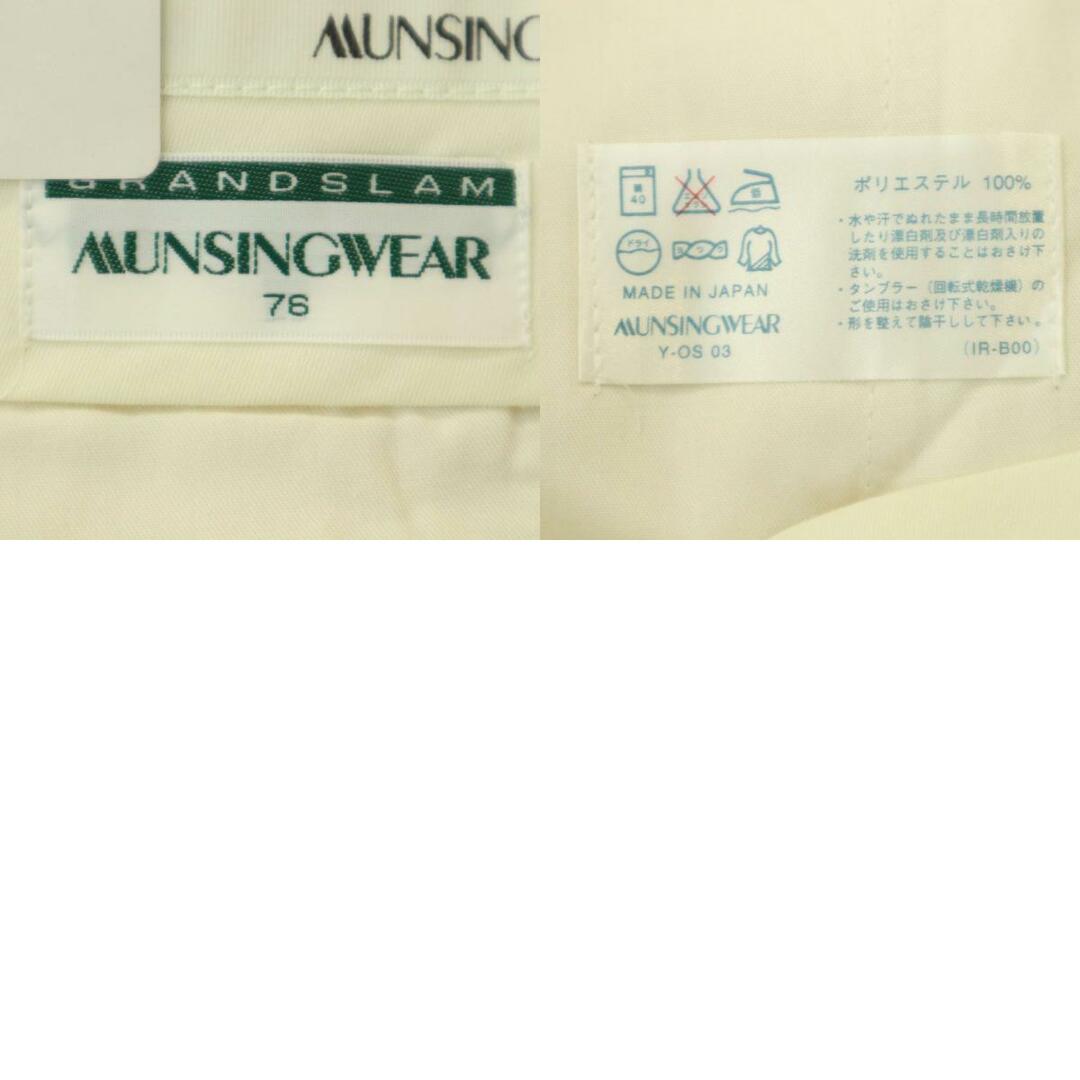 MUNSING
GRANDSLAM
MUNSINGWEAR
76
40
ドライ
MADE IN JAPAN
MUNSINGWEAR
Y-OS 03
ポリエステル 100%
・水や汗でぬれたまま長時間放置
したり漂白剤及び漂白剤入りの
洗剤を使用することはおさけ下
さい。
・タンブラー(回転式乾燥機)の
ご使用はおさけ下さい。
・形を整えて陰干しして下さい。
(IR-B00)